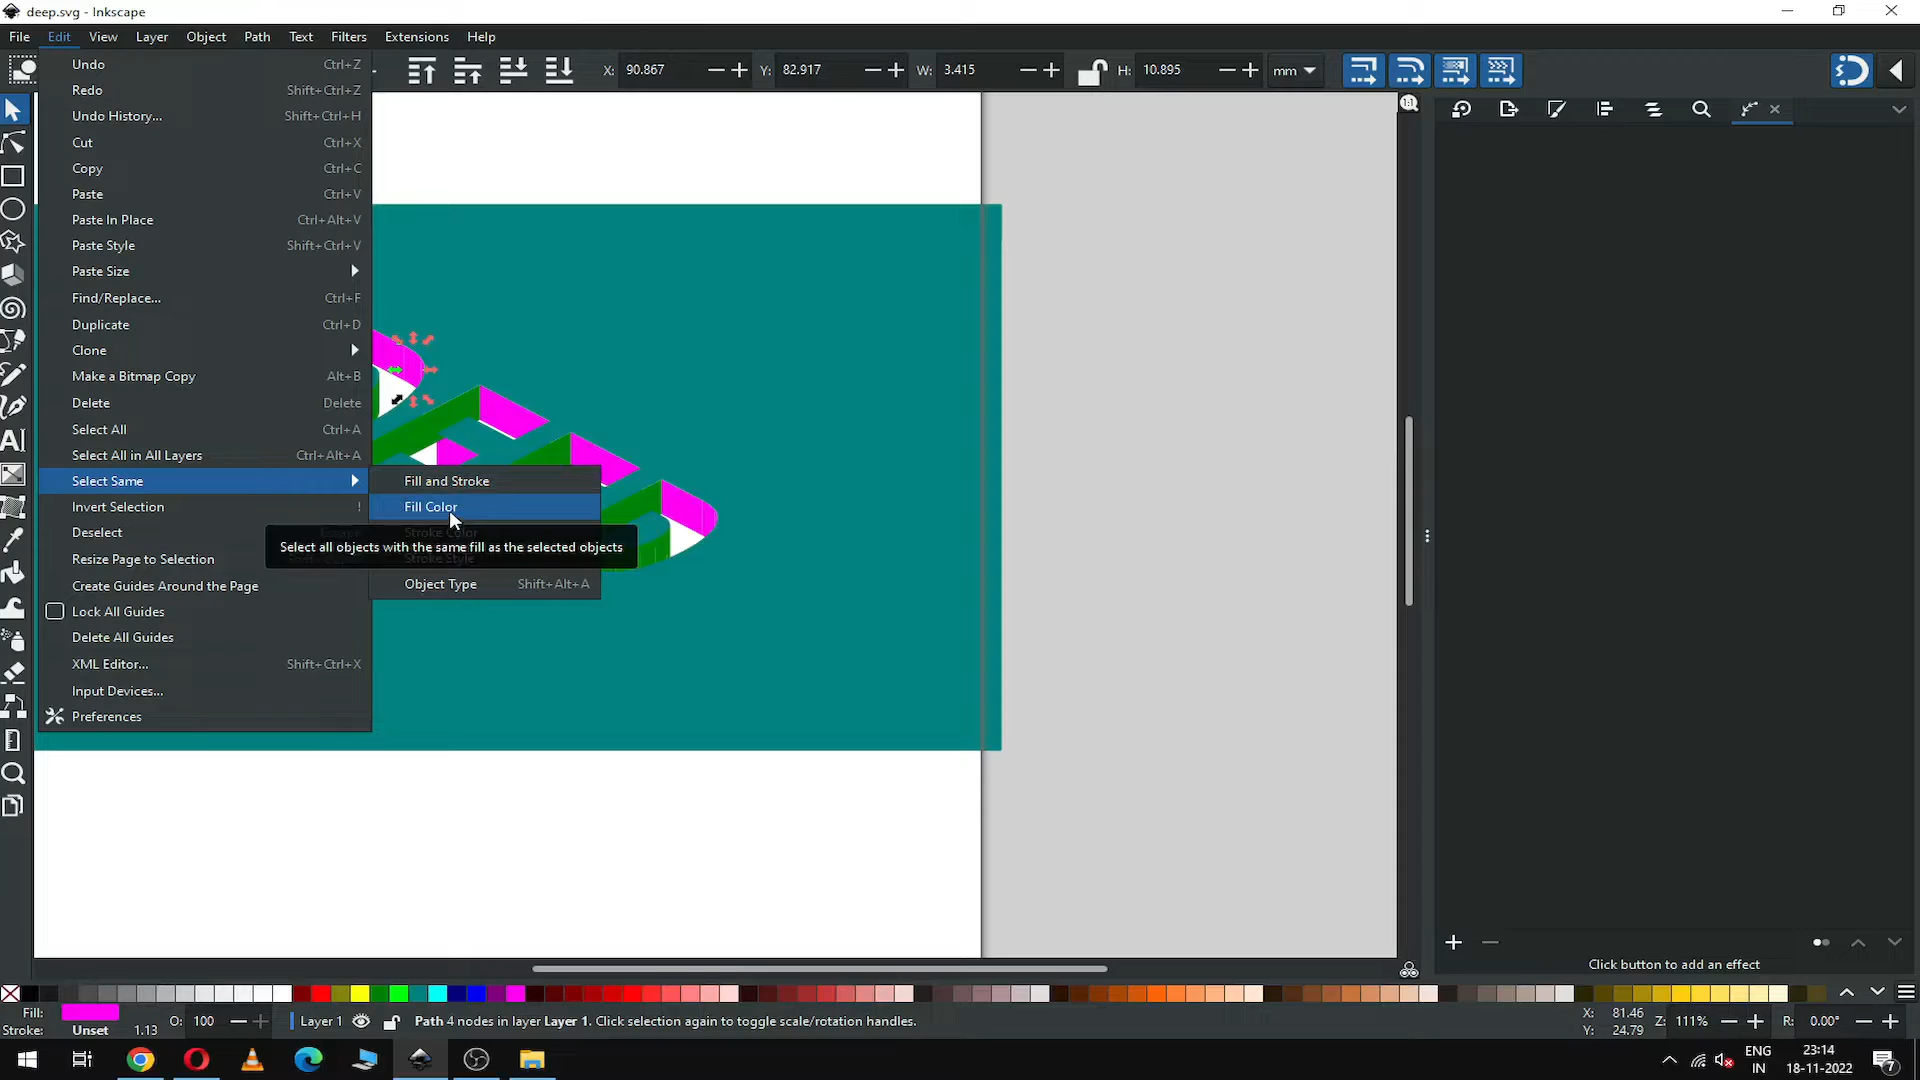 deep.svg - Inkscape
File Edit View Layer Object Path Text Filters Extensions Help
X: 90.867 Y: 82.917 W: 3.415 H: 10.895 mm
Undo Ctrl+Z
Redo Shift+Ctrl+Z
Undo History... Shift+Ctrl+H
Cut Ctrl+X
Copy Ctrl+C
Paste Ctrl+V
Paste In Place Ctrl+Alt+V
Paste Style Shift+Ctrl+V
Paste Size
Find/Replace... Ctrl+F
Duplicate Ctrl+D
Clone
Make a Bitmap Copy Alt+B
Delete Delete
Select All Ctrl+A
Select All in All Layers Ctrl+Alt+A
Select Same
Invert Selection !
Deselect
Resize Page to Selection
Create Guides Around the Page
Lock All Guides
Delete All Guides
XML Editor... Shift+Ctrl+X
Input Devices...
Preferences
Fill and Stroke
Fill Color
Stroke Color
Select all objects with the same fill as the selected objects
Stroke Style
Object Type Shift+Alt+A
1:1
Click button to add an effect
Fill:
Stroke: Unset 1.13 O: 100 Layer 1 Path 4 nodes in layer Layer 1. Click selection again to toggle scale/rotation handles.
X: 81.46
Y: 24.79
Z: 111% R: 0.00°
ENG
IN
23:14
18-11-2022
7